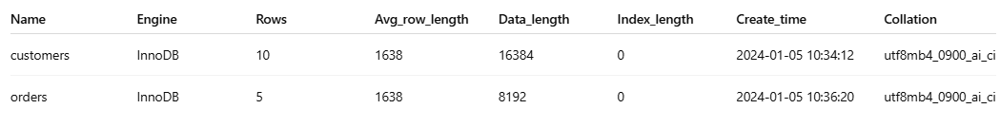 Name Engine Rows Avg_row_length Data_length Index_length Create_time Collation
customers InnoDB 10 1638 16384 0 2024-01-05 10:34:12 utf8mb4_0900_ai_ci
orders InnoDB 5 1638 8192 0 2024-01-05 10:36:20 utf8mb4_0900_ai_ci